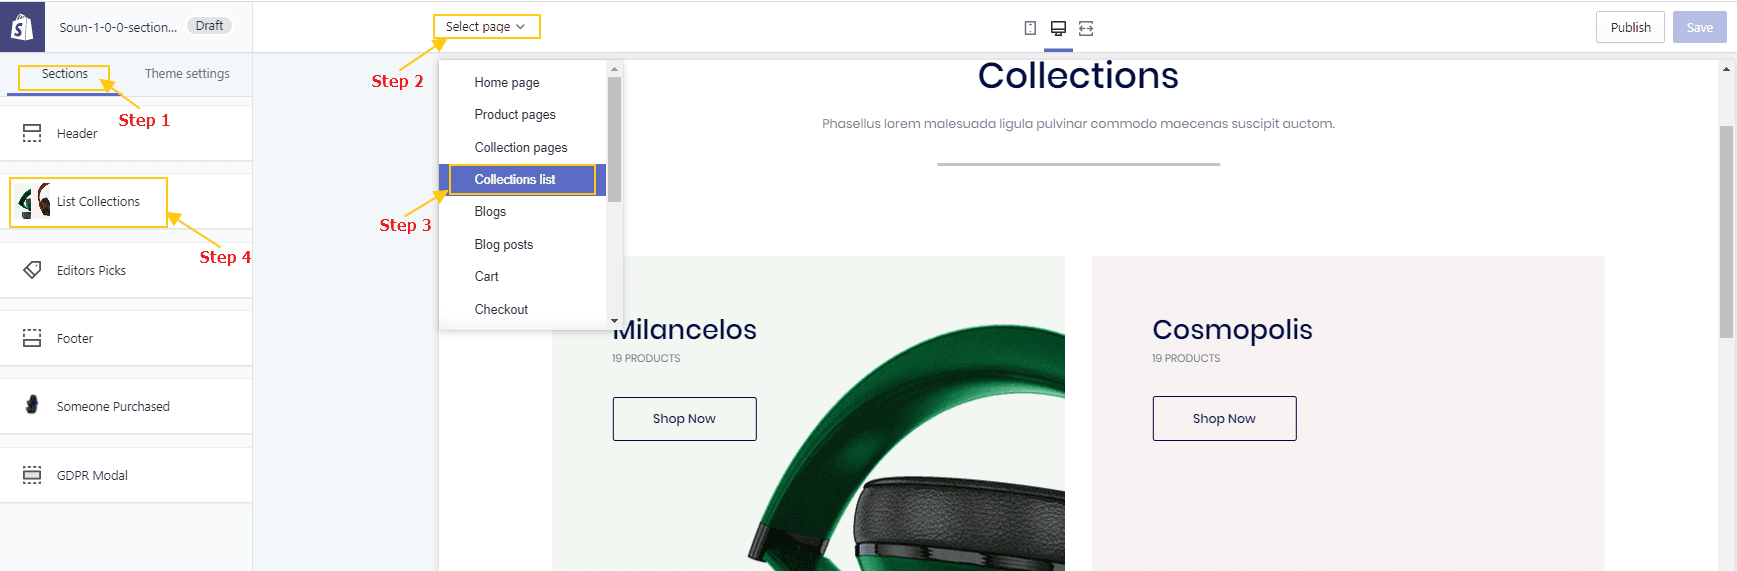 Soun-1-0-0-section...
Draft
Select page
Publish
Save
Sections
Theme settings
Step 1
Step 2
Header
List Collections
Step 4
Editors Picks
Footer
Someone Purchased
GDPR Modal
Home page
Product pages
Collection pages
Collections list
Step 3
Blogs
Blog posts
Cart
Checkout
Collections
Phasellus lorem malesuada ligula pulvinar commodo maecenas suscipit auctom.
Milancelos
19 PRODUCTS
Shop Now
Cosmopolis
19 PRODUCTS
Shop Now